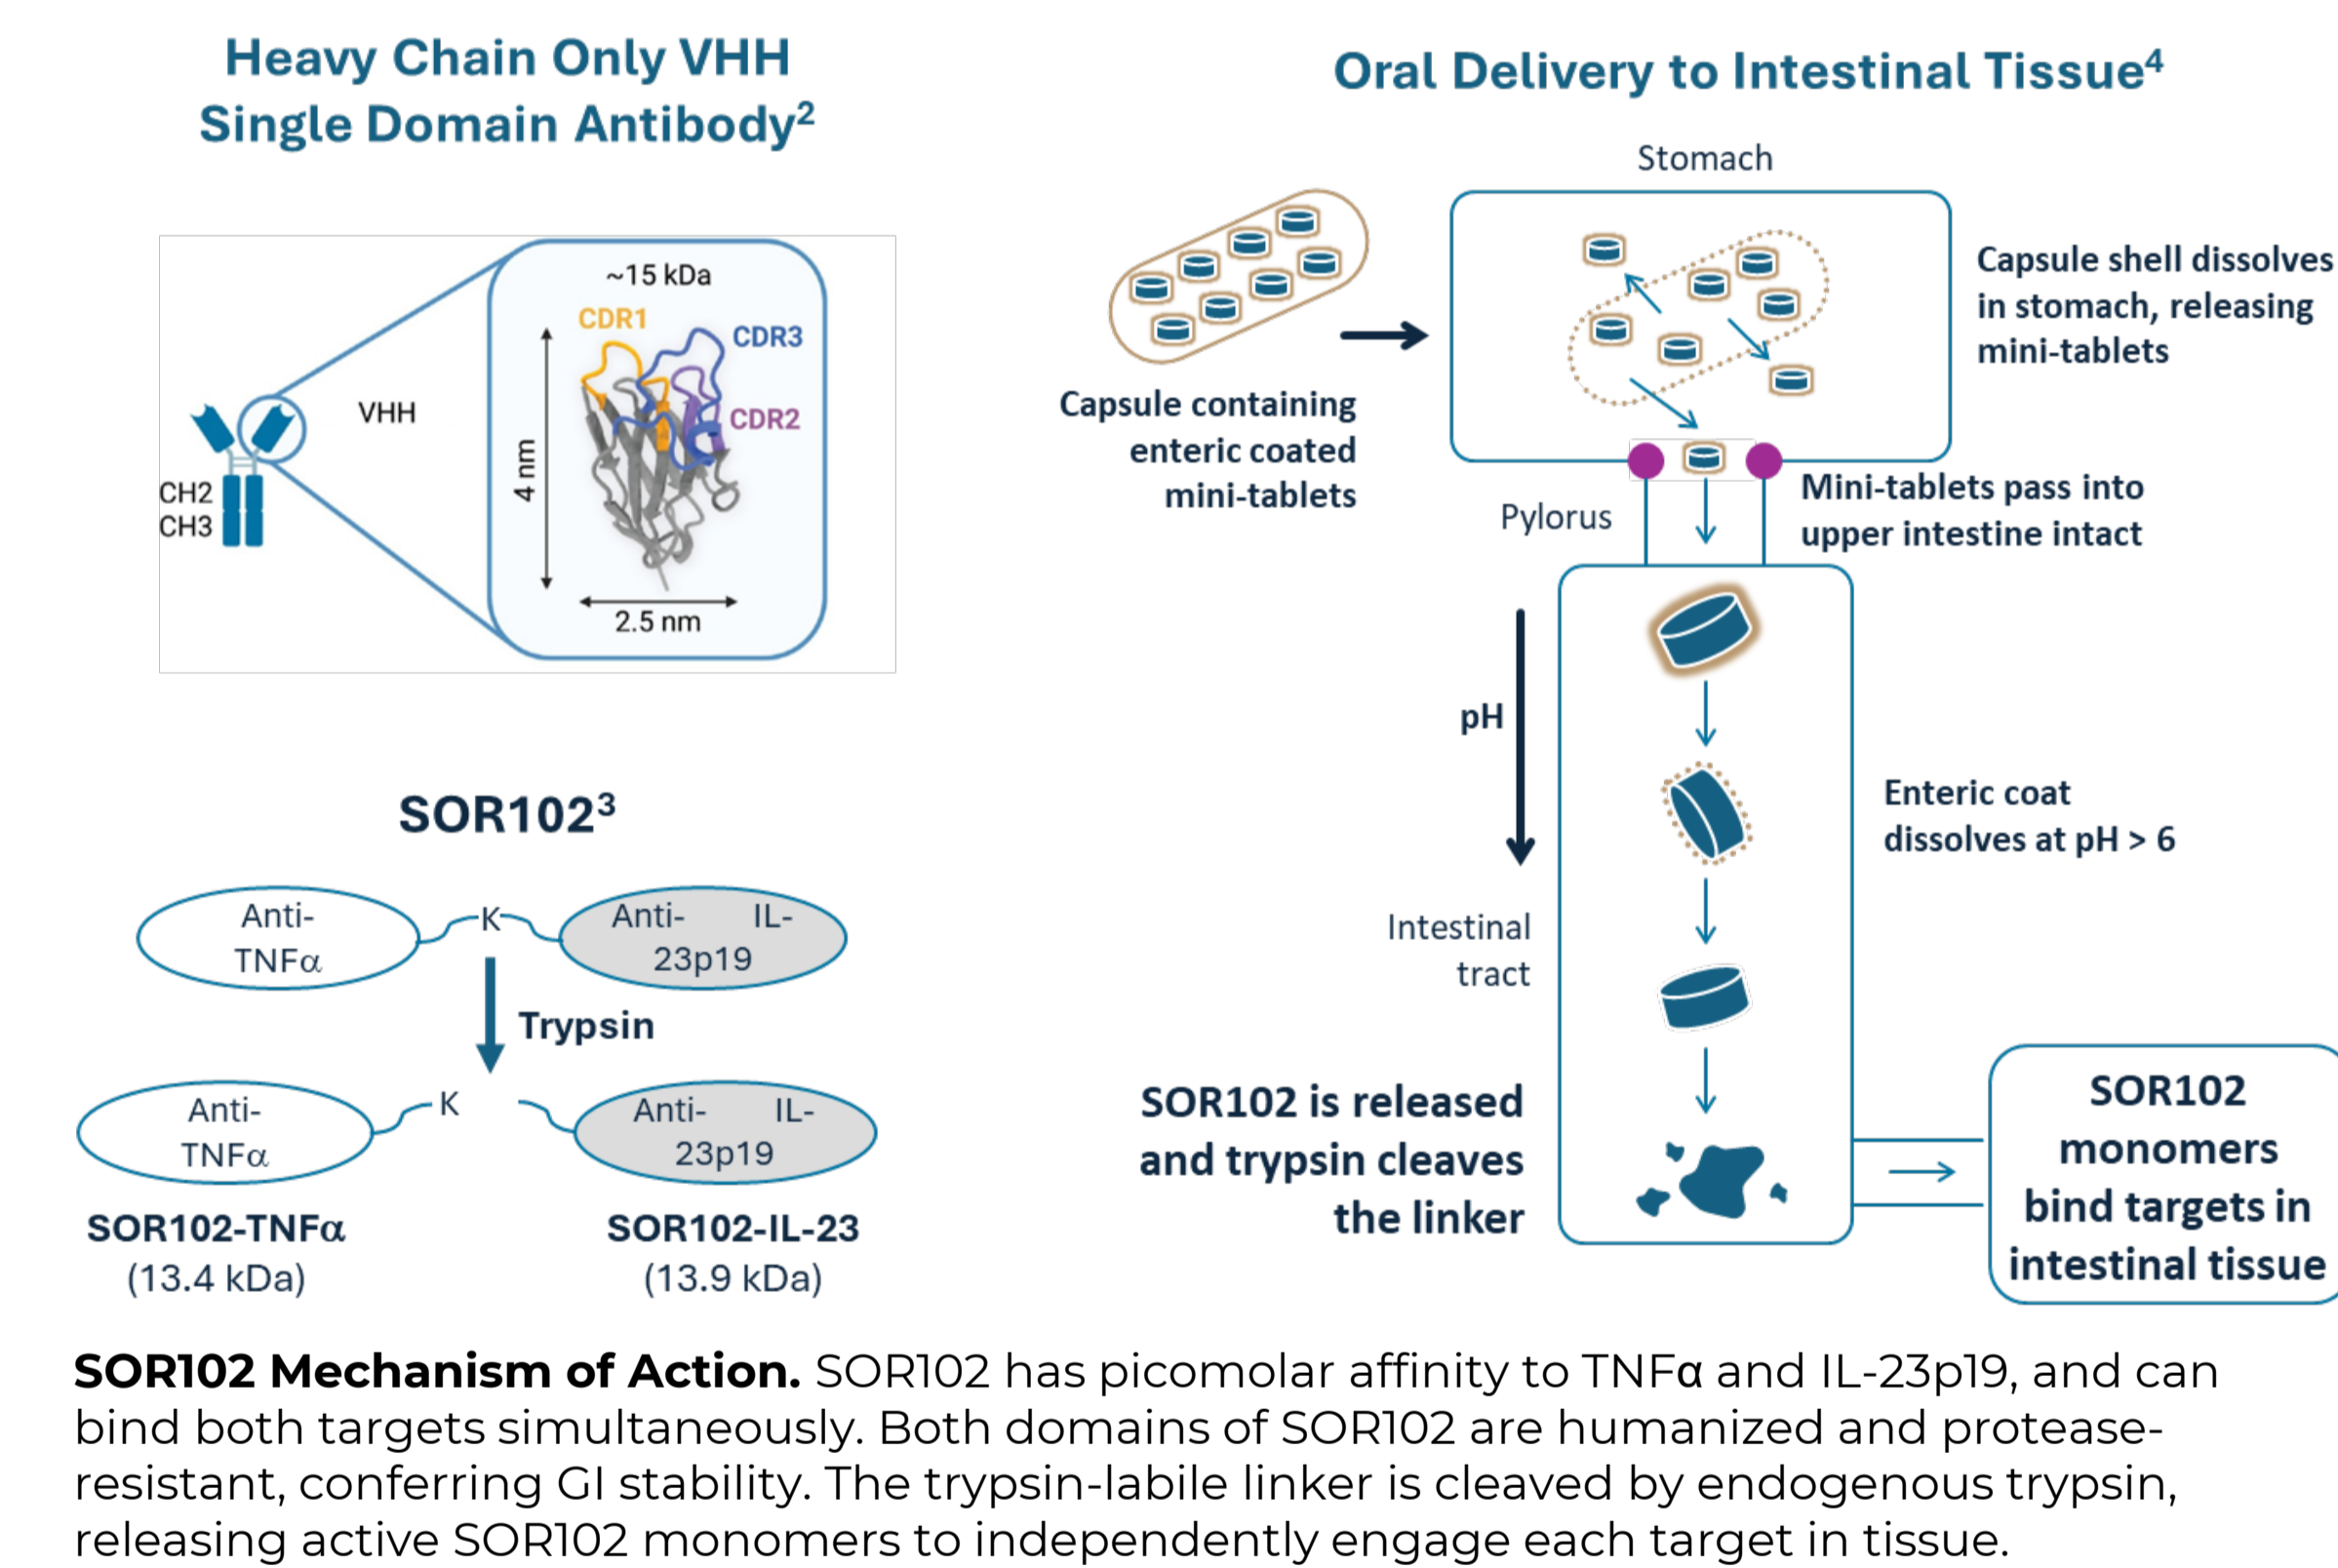 Heavy Chain Only VHH
Single Domain Antibody²
~15 kDa
CDR1
CDR3
CDR2
VHH
4 nm
CH2
CH3
2.5 nm
SOR102³
Anti-
TNFα
K
Anti- IL-
23p19
Trypsin
Anti-
TNFα
K
Anti- IL-
23p19
SOR102-TNFα
(13.4 kDa)
SOR102-IL-23
(13.9 kDa)
Oral Delivery to Intestinal Tissue⁴
Stomach
Capsule containing
enteric coated
mini-tablets
Capsule shell dissolves
in stomach, releasing
mini-tablets
Pylorus
Mini-tablets pass into
upper intestine intact
pH
Enteric coat
dissolves at pH > 6
Intestinal
tract
SOR102 is released
and trypsin cleaves
the linker
SOR102
monomers
bind targets in
intestinal tissue
SOR102 Mechanism of Action. SOR102 has picomolar affinity to TNFα and IL-23p19, and can
bind both targets simultaneously. Both domains of SOR102 are humanized and protease-
resistant, conferring GI stability. The trypsin-labile linker is cleaved by endogenous trypsin,
releasing active SOR102 monomers to independently engage each target in tissue.